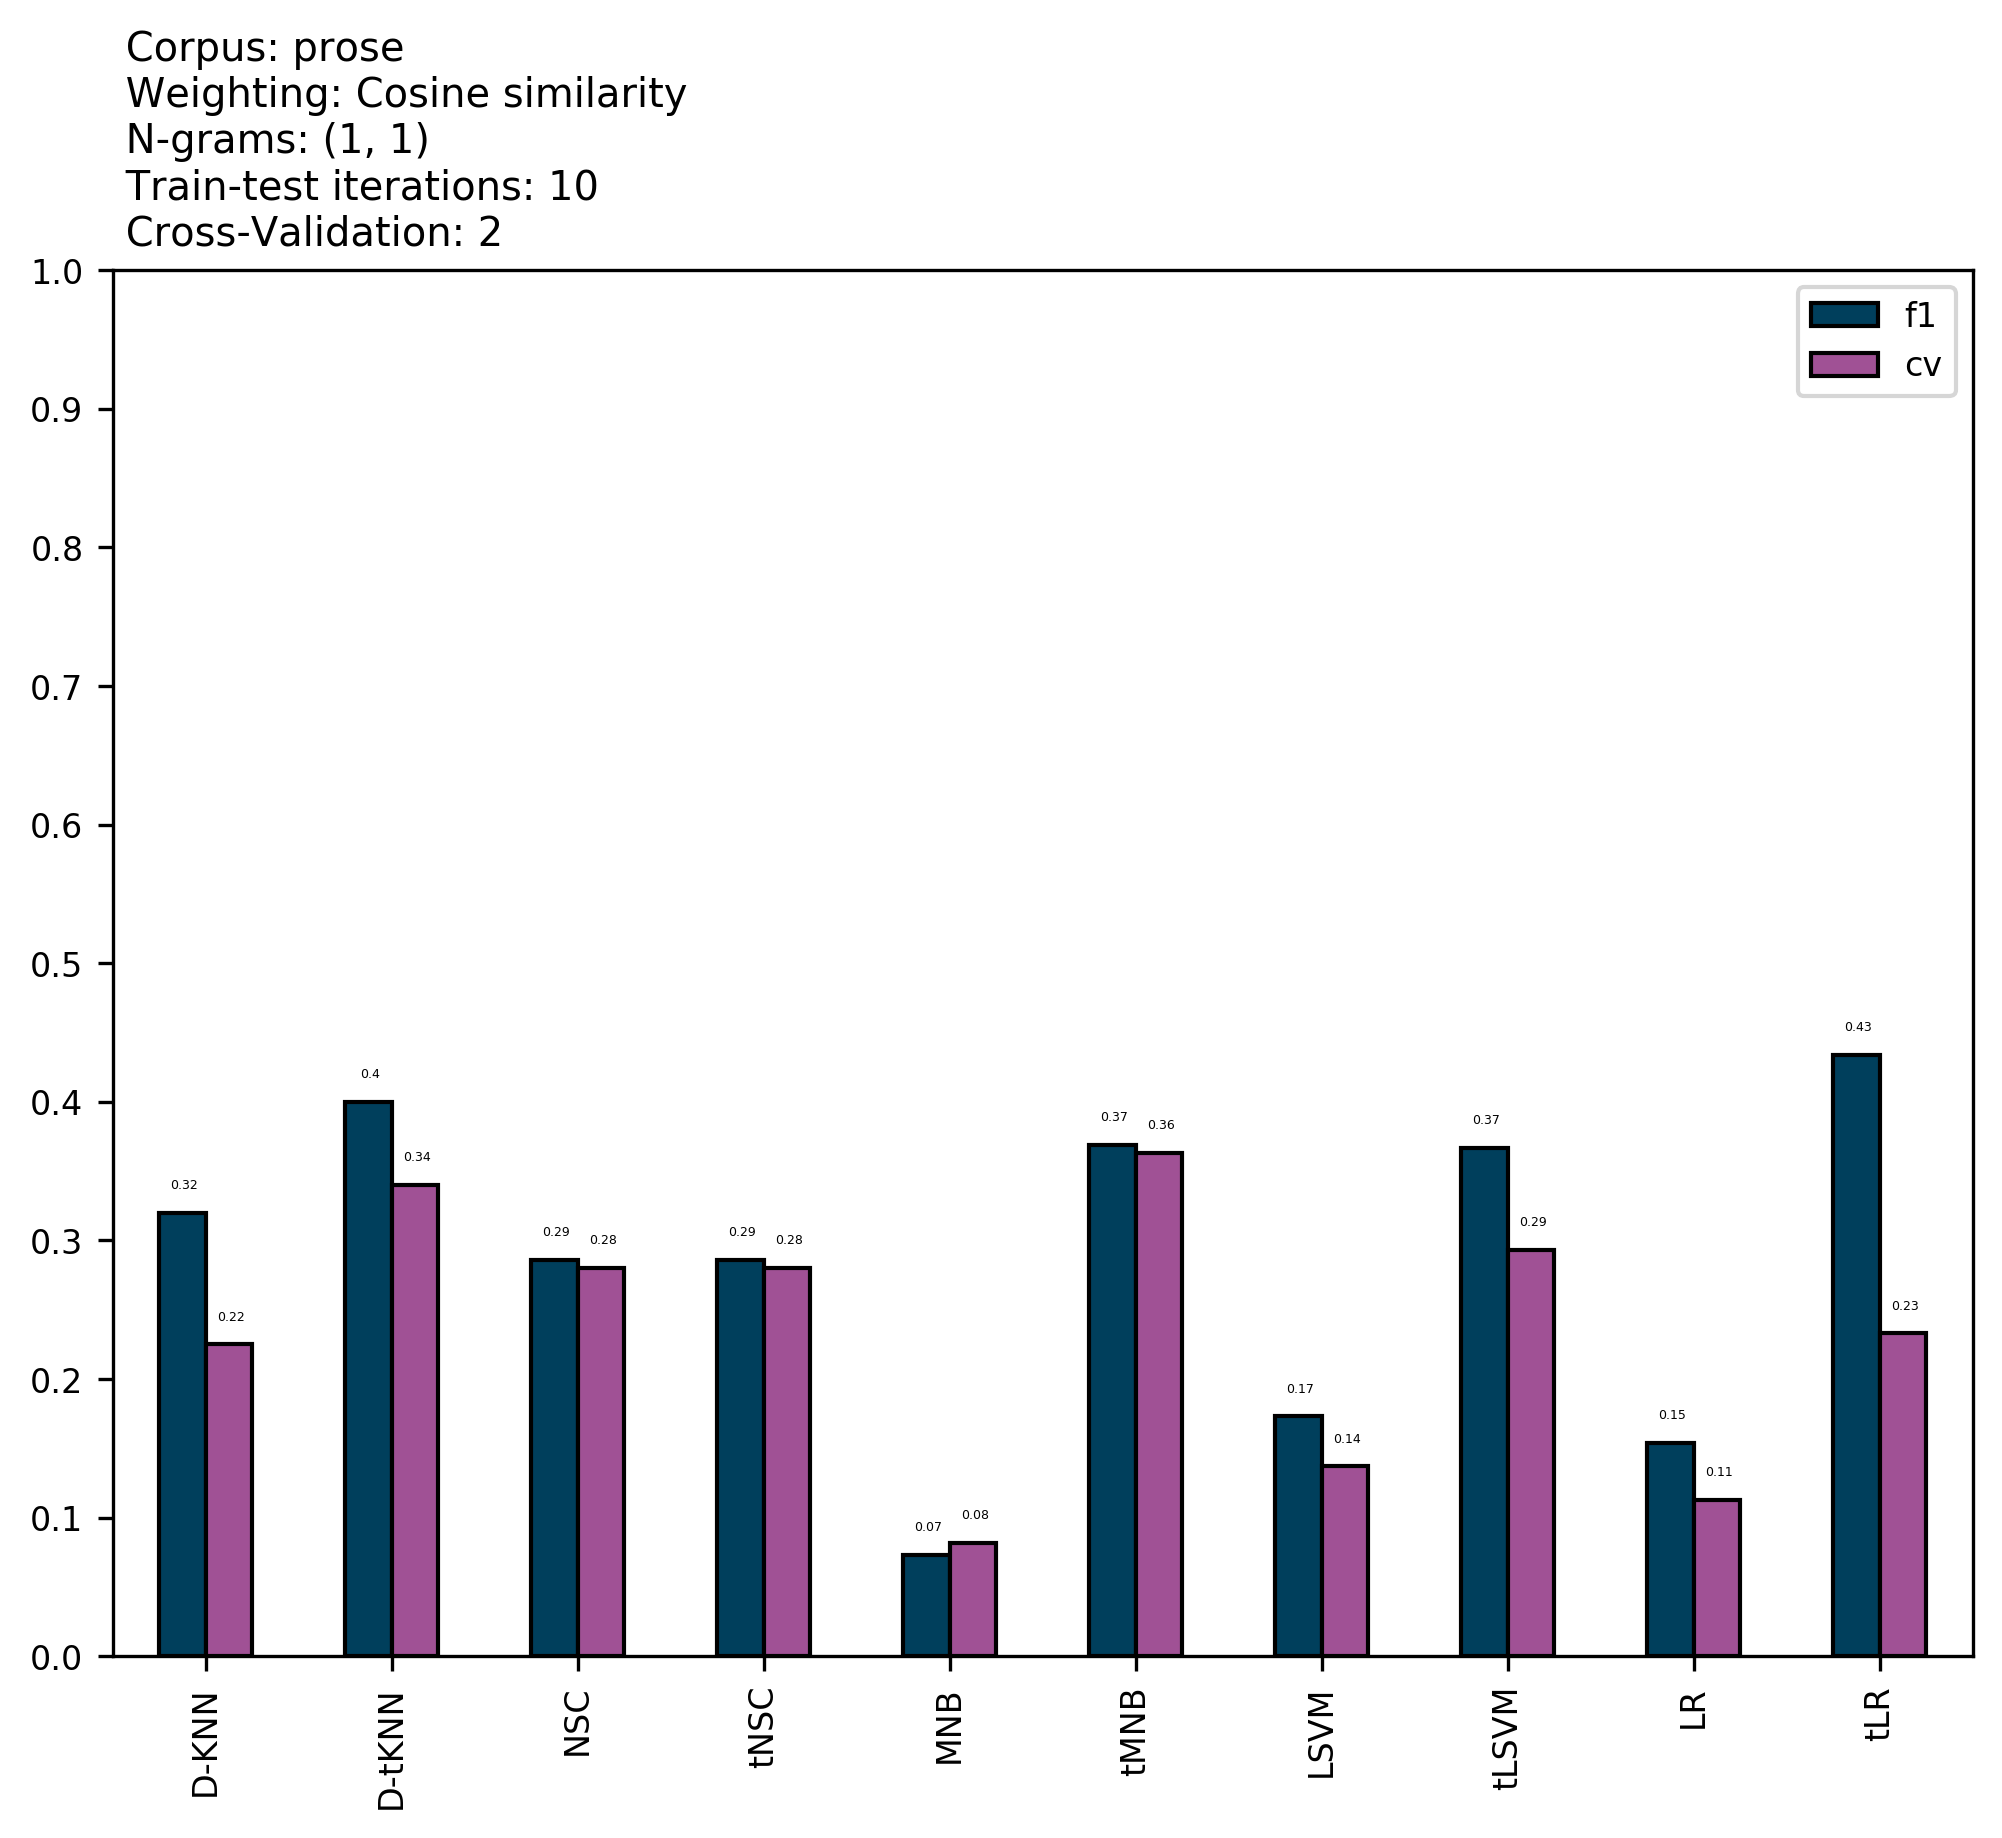 Corpus: prose
Weighting: Cosine similarity
N-grams: (1, 1)
Train-test iterations: 10
Cross-Validation: 2
1.0
0.9
0.8
0.7
0.6
0.5
0.4
0.3
0.2
0.1
0.0
f1
cv
0.32
0.22
0.4
0.34
0.29
0.28
0.29
0.28
0.07
0.08
0.37
0.36
0.17
0.14
0.37
0.29
0.15
0.11
0.43
0.23
D-KNN
D-tKNN
NSC
tNSC
MNB
tMNB
LSVM
tLSVM
LR
tLR